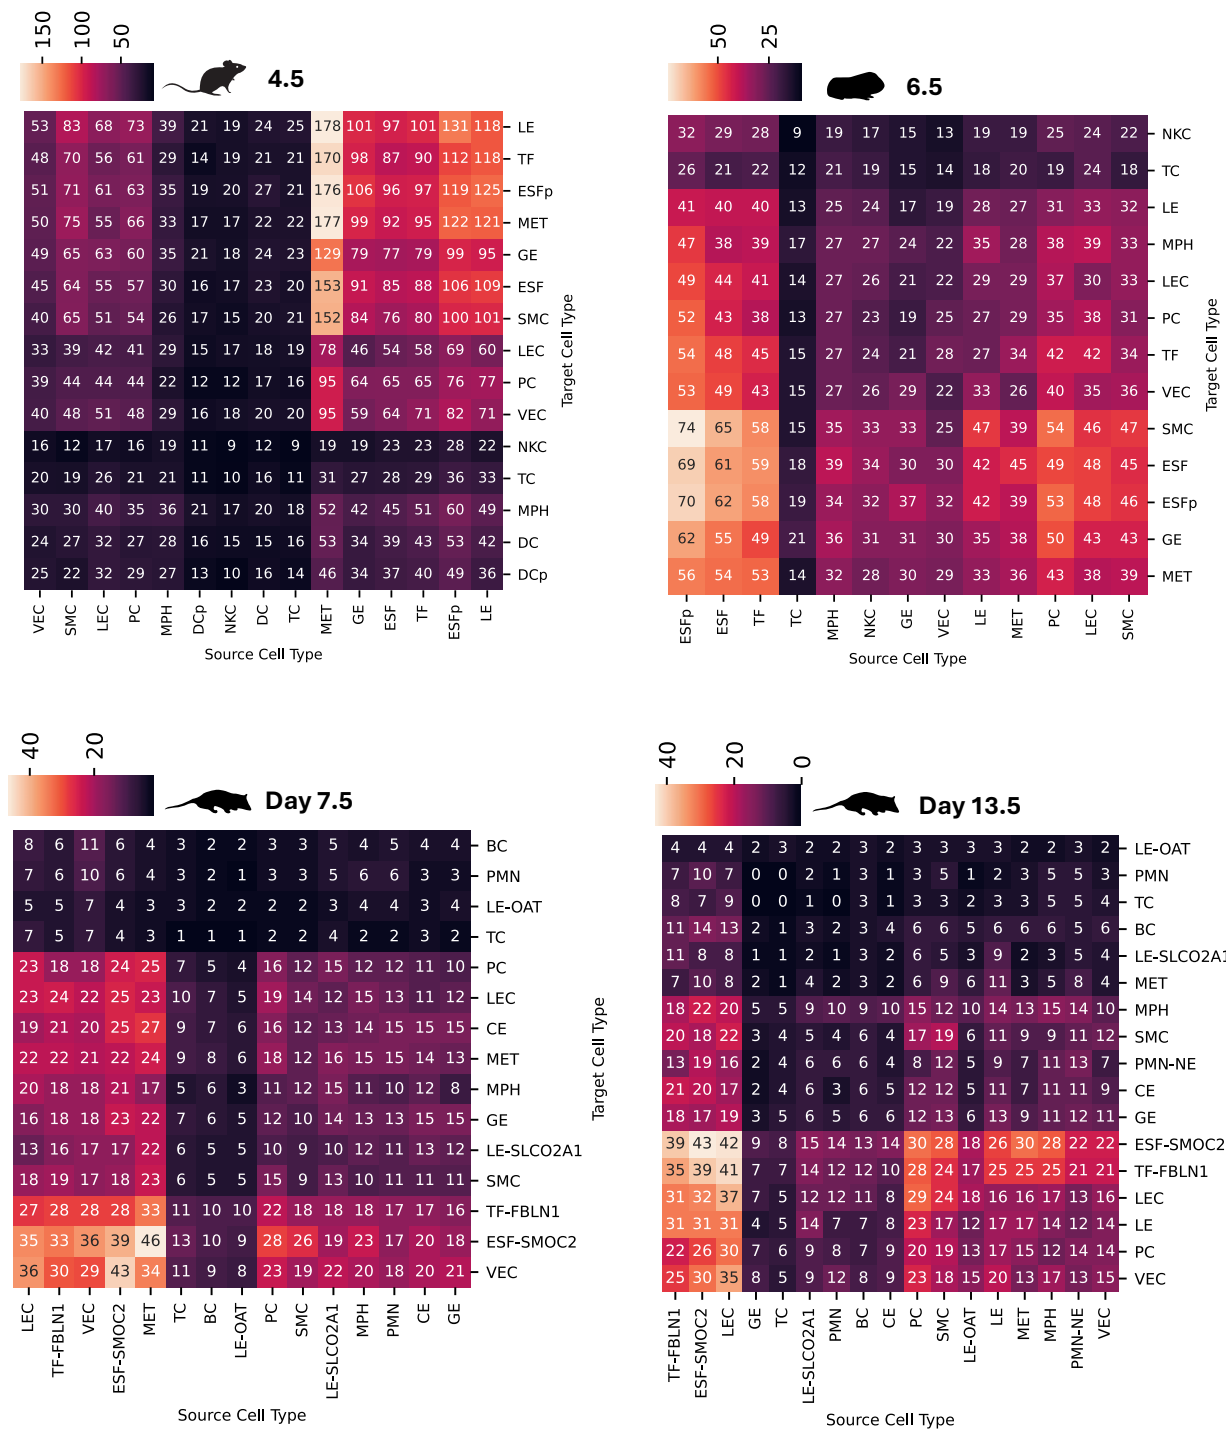 150 100 50
4.5
53 83 68 73 39 21 19 24 25 178 101 97 101 131 118 LE
48 70 56 61 29 14 19 21 21 170 98 87 90 112 118 TF
51 71 61 63 35 19 20 27 21 176 106 96 97 119 125 ESFp
50 75 55 66 33 17 17 22 22 177 99 92 95 122 121 MET
49 65 63 60 35 21 18 24 23 129 79 77 79 99 95 GE
45 64 55 57 30 16 17 23 20 153 91 85 88 106 109 ESF
40 65 51 54 26 17 15 20 21 152 84 76 80 100 101 SMC
33 39 42 41 29 15 17 18 19 78 46 54 58 69 60 LEC
39 44 44 44 22 12 12 17 16 95 64 65 65 76 77 PC
40 48 51 48 29 16 18 20 20 95 59 64 71 82 71 VEC
16 12 17 16 19 11 9 12 9 19 19 23 23 28 22 NKC
20 19 26 21 21 11 10 16 11 31 27 28 29 36 33 TC
30 30 40 35 36 21 17 20 18 52 42 45 51 60 49 MPH
24 27 32 27 28 16 15 15 16 53 34 39 43 53 42 DC
25 22 32 29 27 13 10 16 14 46 34 37 40 49 36 DCp
VEC SMC LEC PC MPH DCp NKC DC TC MET GE ESF TF ESFp LE
Source Cell Type
Target Cell Type
50 25
6.5
32 29 28 9 19 17 15 13 19 19 25 24 22 NKC
26 21 22 12 21 19 15 14 18 20 19 24 18 TC
41 40 40 13 25 24 17 19 28 27 31 33 32 LE
47 38 39 17 27 27 24 22 35 28 38 39 33 MPH
49 44 41 14 27 26 21 22 29 29 37 30 33 LEC
52 43 38 13 27 23 19 25 27 29 35 38 31 PC
54 48 45 15 27 24 21 28 27 34 42 42 34 TF
53 49 43 15 27 26 29 22 33 26 40 35 36 VEC
74 65 58 15 35 33 33 25 47 39 54 46 47 SMC
69 61 59 18 39 34 30 30 42 45 49 48 45 ESF
70 62 58 19 34 32 37 32 42 39 53 48 46 ESFp
62 55 49 21 36 31 31 30 35 38 50 43 43 GE
56 54 53 14 32 28 30 29 33 36 43 38 39 MET
ESFp ESF TF TC MPH NKC GE VEC LE MET PC LEC SMC
Source Cell Type
Target Cell Type
40 20
Day 7.5
8 6 11 6 4 3 2 2 3 3 5 4 5 4 4 BC
7 6 10 6 4 3 2 1 3 3 5 6 6 3 3 PMN
5 5 7 4 3 3 2 2 2 2 3 4 4 3 4 LE-OAT
7 5 7 4 3 1 1 1 2 2 4 2 2 3 2 TC
23 18 18 24 25 7 5 4 16 12 15 12 12 11 10 PC
23 24 22 25 23 10 7 5 19 14 12 15 13 11 12 LEC
19 21 20 25 27 9 7 6 16 12 13 14 15 15 15 CE
22 22 21 22 24 9 8 6 18 12 16 15 15 14 13 MET
20 18 18 21 17 5 6 3 11 12 15 11 10 12 8 MPH
16 18 18 23 22 7 6 5 12 10 14 13 13 15 15 GE
13 16 17 17 22 6 5 5 10 9 10 12 11 13 12 LE-SLCO2A1
18 19 17 18 23 6 5 5 15 9 13 10 11 11 11 SMC
27 28 28 28 33 11 10 10 22 18 18 18 17 17 16 TF-FBLN1
35 33 36 39 46 13 10 9 28 26 19 23 17 20 18 ESF-SMOC2
36 30 29 43 34 11 9 8 23 19 22 20 18 20 21 VEC
LEC TF-FBLN1 VEC ESF-SMOC2 MET TC BC LE-OAT PC SMC LE-SLCO2A1 MPH PMN CE GE
Source Cell Type
Target Cell Type
40 20 0
Day 13.5
4 4 4 2 3 2 2 3 2 3 3 3 3 2 2 3 2 LE-OAT
7 10 7 0 0 2 1 3 1 3 5 1 2 3 5 5 3 PMN
8 7 9 0 0 1 0 3 1 3 3 2 3 3 5 5 4 TC
11 14 13 2 1 3 2 3 4 6 6 5 6 6 6 5 6 BC
11 8 8 1 1 2 1 3 2 6 5 3 9 2 3 5 4 LE-SLCO2A1
7 10 8 2 1 4 2 3 2 6 9 6 11 3 5 8 4 MET
18 22 20 5 5 9 10 9 10 15 12 10 14 13 15 14 10 MPH
20 18 22 3 4 5 4 6 4 17 19 6 11 9 9 11 12 SMC
13 19 16 2 4 6 6 6 4 8 12 5 9 7 11 13 7 PMN-NE
21 20 17 2 4 6 3 6 5 12 12 5 11 7 11 11 9 CE
18 17 19 3 5 6 5 6 6 12 13 6 13 9 11 12 11 GE
39 43 42 9 8 15 14 13 14 30 28 18 26 30 28 22 22 ESF-SMOC2
35 39 41 7 7 14 12 12 10 28 24 17 25 25 25 21 21 TF-FBLN1
31 32 37 7 5 12 12 11 8 29 24 18 16 16 17 13 16 LEC
31 31 31 4 5 14 7 7 8 23 17 13 17 17 14 12 14 LE
22 26 30 7 6 9 8 7 9 20 19 13 17 15 12 14 14 PC
25 30 35 8 5 9 12 8 9 23 18 15 20 13 17 13 15 VEC
TF-FBLN1 ESF-SMOC2 LEC GE TC LE-SLCO2A1 PMN BC CE PC SMC LE-OAT LE MET MPH PMN-NE VEC
Source Cell Type